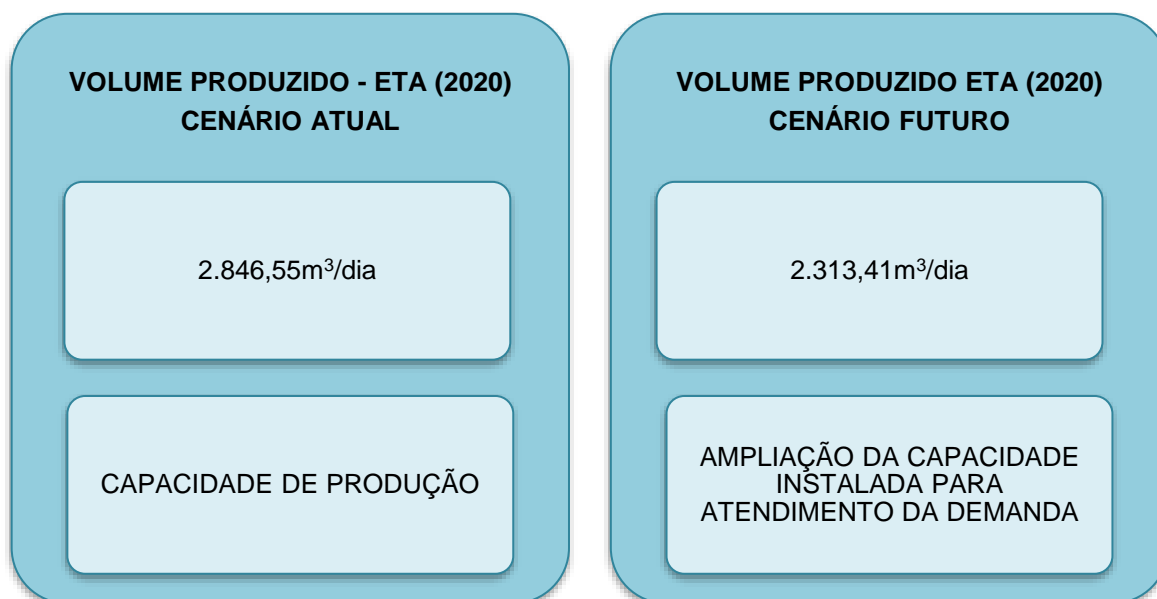 VOLUME PRODUZIDO - ETA (2020)
CENÁRIO ATUAL
2.846,55m³/dia
CAPACIDADE DE PRODUÇÃO
VOLUME PRODUZIDO ETA (2020)
CENÁRIO FUTURO
2.313,41m³/dia
AMPLIAÇÃO DA CAPACIDADE
INSTALADA PARA
ATENDIMENTO DA DEMANDA